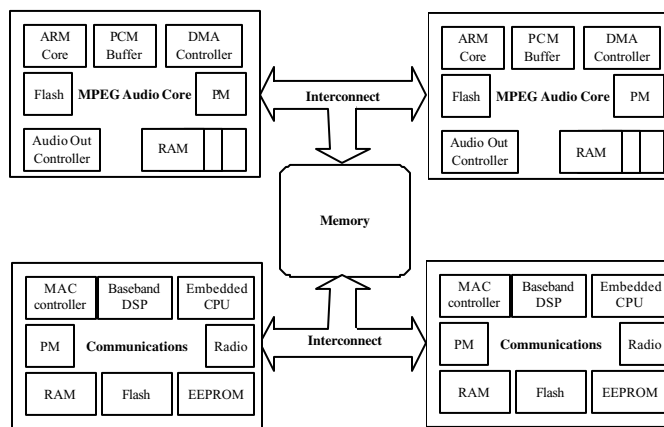 ARM
Core
PCM
Buffer
DMA
Controller
Flash
MPEG Audio Core
PM
Audio Out
Controller
RAM
Interconnect
ARM
Core
PCM
Buffer
DMA
Controller
Flash
MPEG Audio Core
PM
Audio Out
Controller
RAM
Memory
MAC
controller
Baseband
DSP
Embedded
CPU
PM
Communications
Radio
RAM
Flash
EEPROM
Interconnect
MAC
controller
Baseband
DSP
Embedded
CPU
PM
Communications
Radio
RAM
Flash
EEPROM